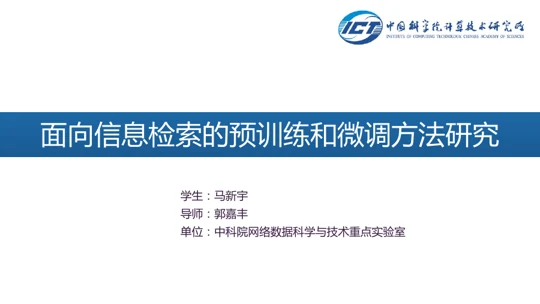 ICT 中国科学院计算技术研究所
INSTITUTE OF COMPUTING TECHNOLOGY, CHINESE ACADEMY OF SCIENCES
面向信息检索的预训练和微调方法研究
学生：马新宇
导师：郭嘉丰
单位：中科院网络数据科学与技术重点实验室